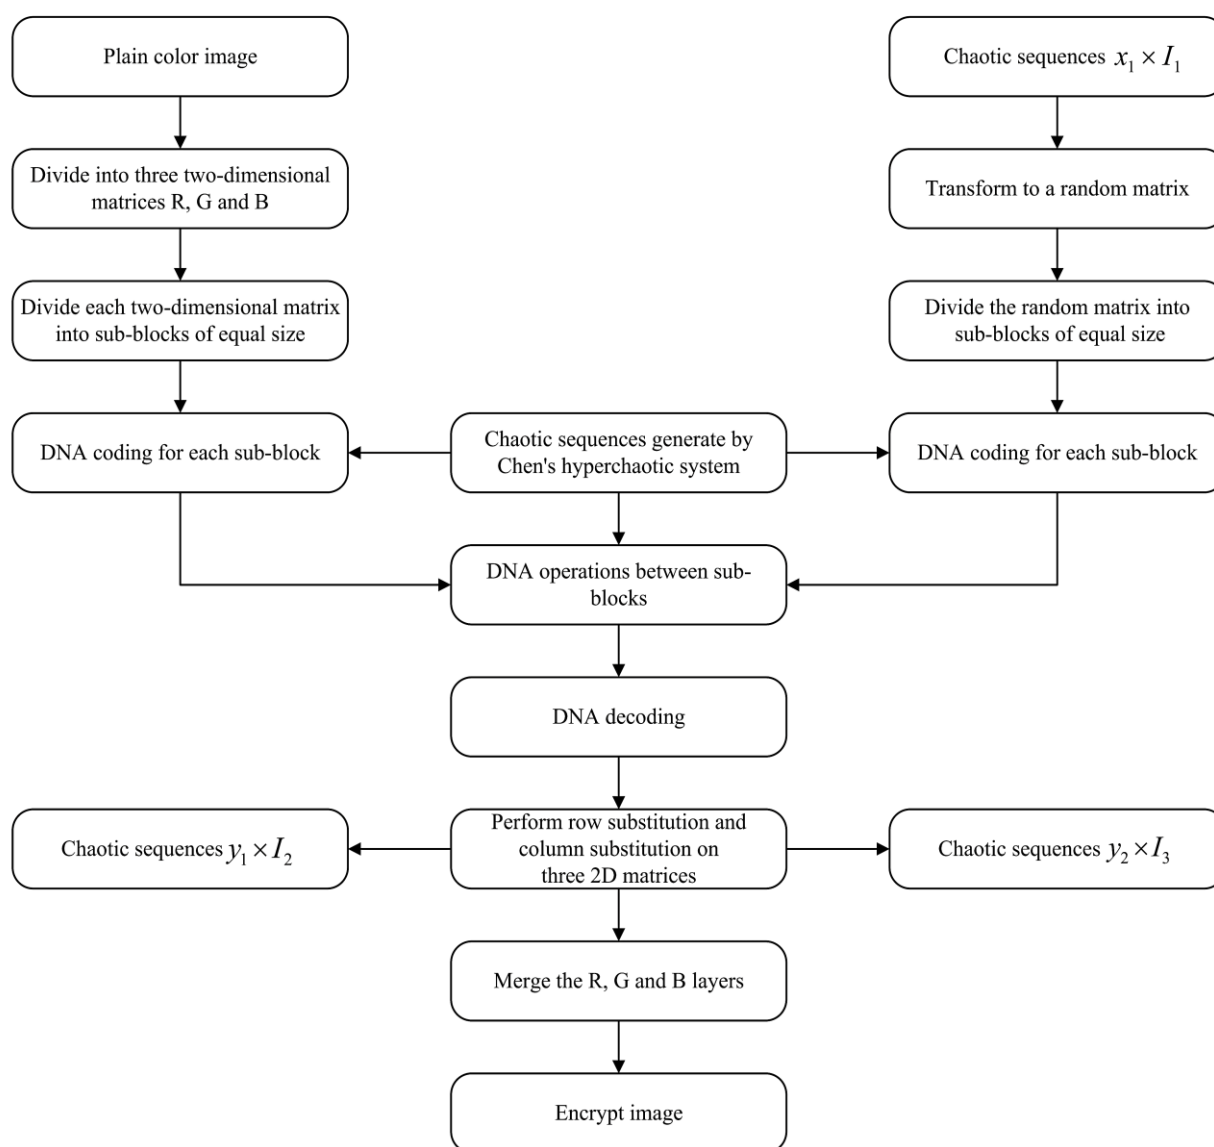 Plain color image
Chaotic sequences x₁ × I₁
Divide into three two-dimensional
matrices R, G and B
Transform to a random matrix
Divide each two-dimensional matrix
into sub-blocks of equal size
Divide the random matrix into
sub-blocks of equal size
DNA coding for each sub-block
Chaotic sequences generate by
Chen's hyperchaotic system
DNA coding for each sub-block
DNA operations between sub-
blocks
DNA decoding
Chaotic sequences y₁ × I₂
Perform row substitution and
column substitution on
three 2D matrices
Chaotic sequences y₂ × I₃
Merge the R, G and B layers
Encrypt image